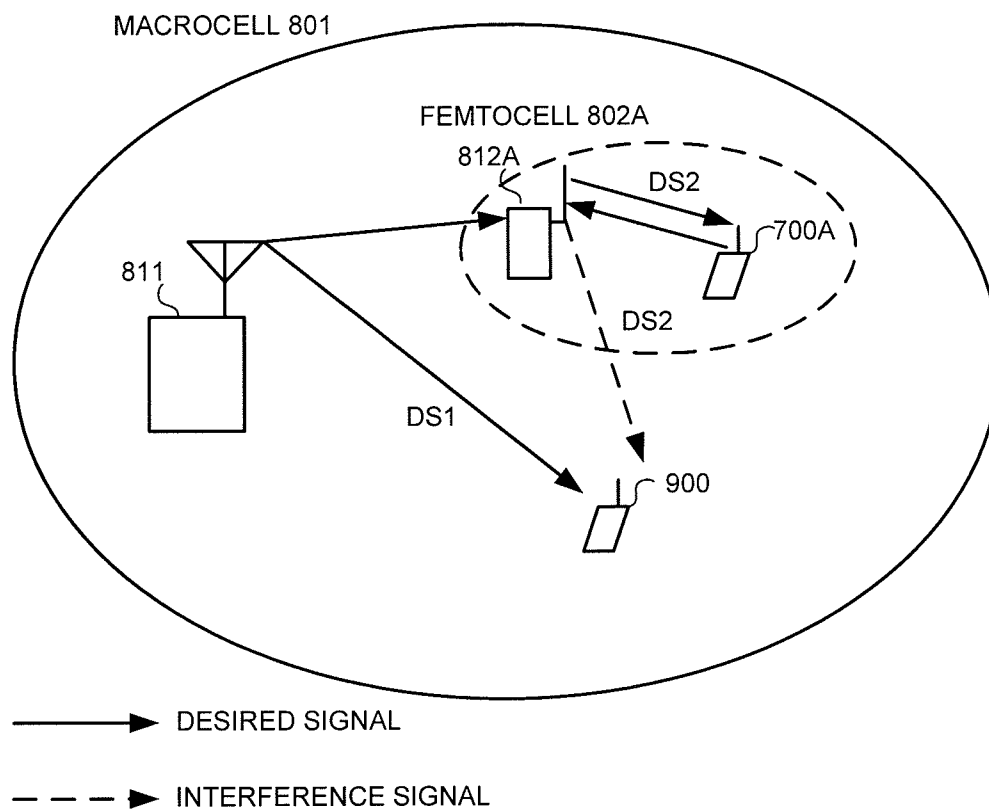 MACROCELL 801
FEMTOCELL 802A
812A
DS2
700A
811
DS2
DS1
900
DESIRED SIGNAL
INTERFERENCE SIGNAL